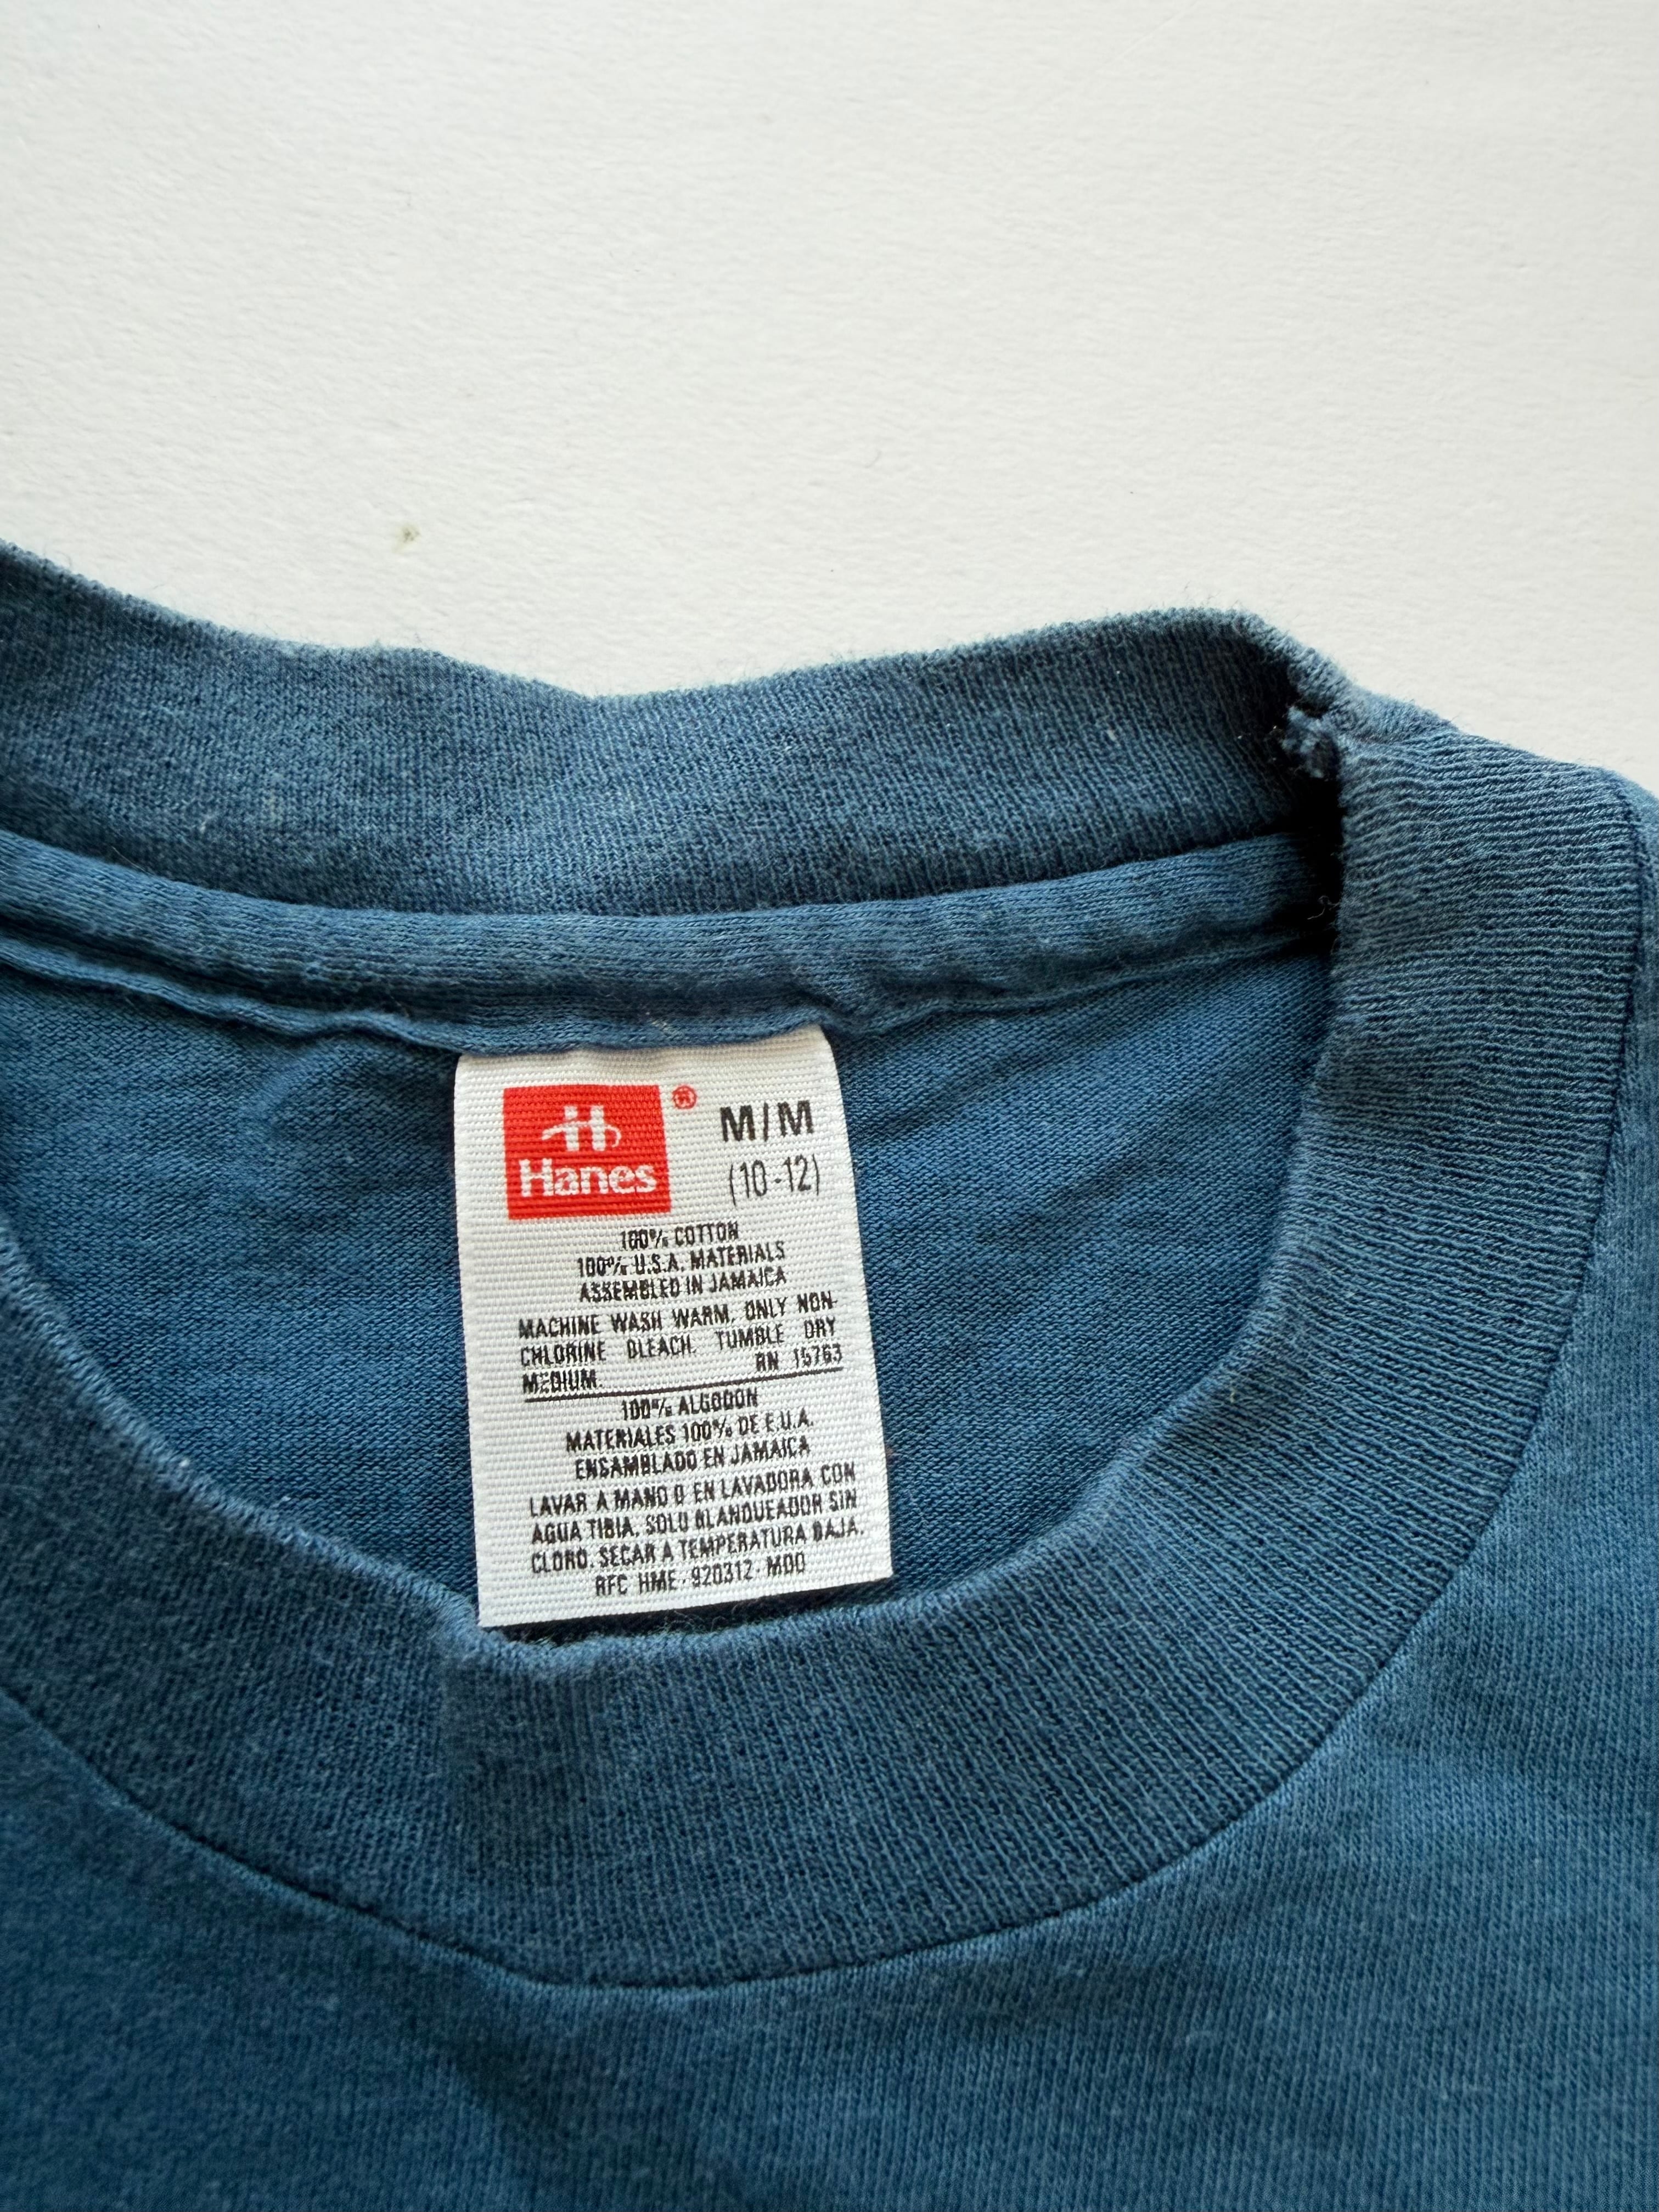 H ®
Hanes
M/M
(10-12)
100% COTTON
100% U.S.A. MATERIALS
ASSEMBLED IN JAMAICA
MACHINE WASH WARM, ONLY NON-
CHLORINE BLEACH. TUMBLE DRY
MEDIUM. RN 15763
100% ALGODON
MATERIALES 100% DE E.U.A.
ENSAMBLADO EN JAMAICA
LAVAR A MANO O EN LAVADORA CON
AGUA TIBIA. SOLO BLANQUEADOR SIN
CLORO. SECAR A TEMPERATURA BAJA.
RFC HME - 920312 - MOO